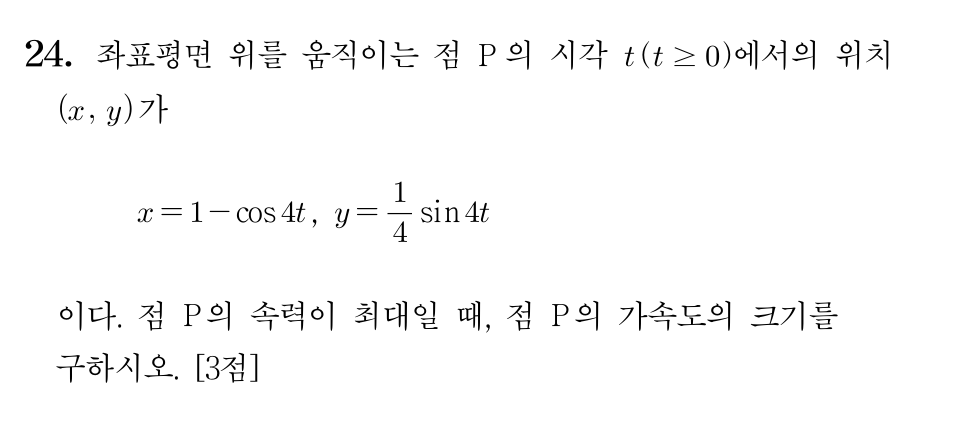 24. 좌표평면 위를 움직이는 점 P의 시각 t(t ≥ 0)에서의 위치
(x, y)가
x = 1 − cos 4t, y = 1/4 sin 4t
이다. 점 P의 속력이 최대일 때, 점 P의 가속도의 크기를
구하시오. [3점]